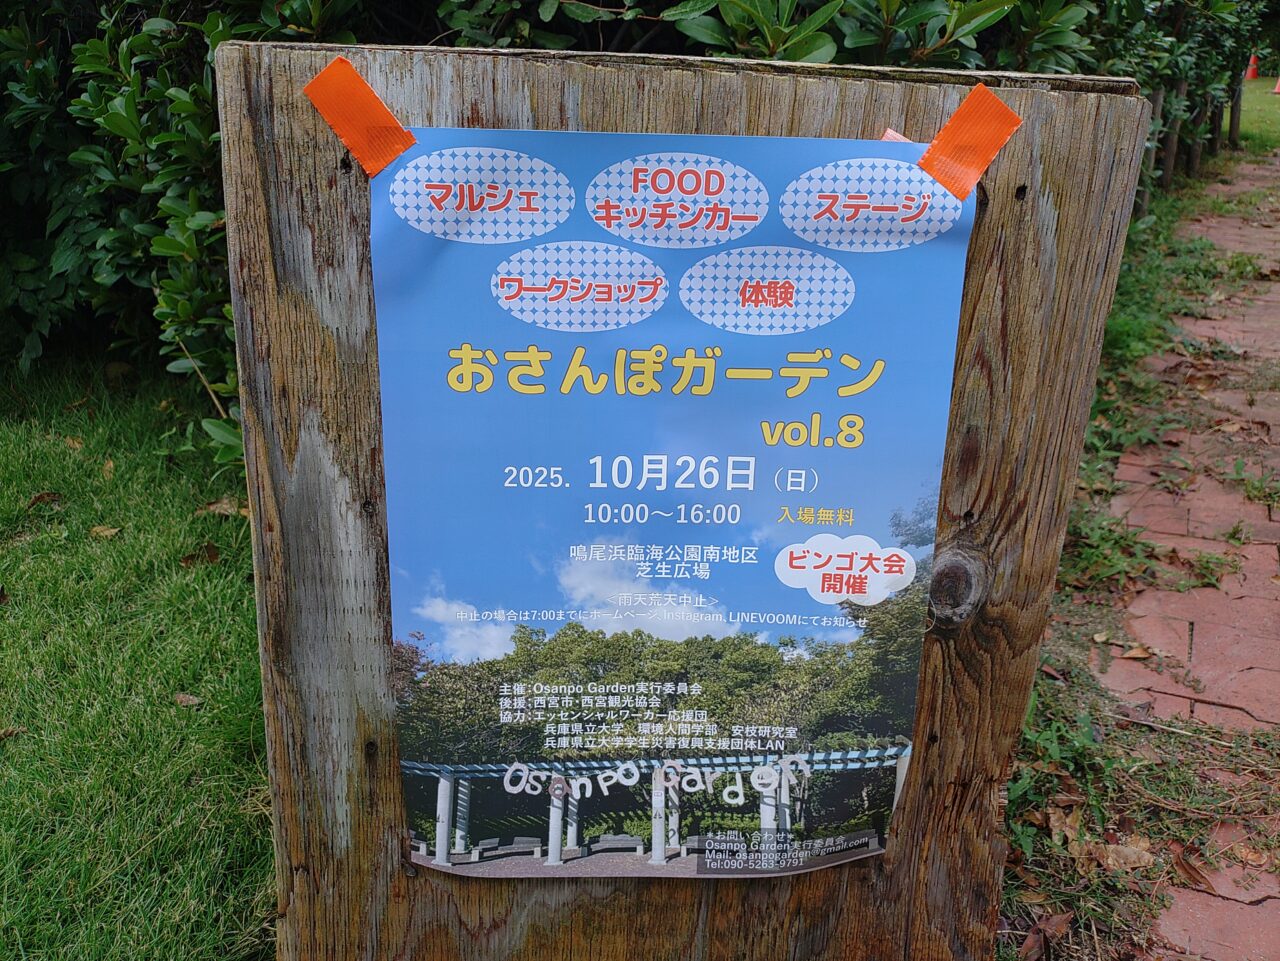 マルシェ
FOOD
キッチンカー
ステージ
ワークショップ
体験
おさんぽガーデン
vol.8
2025. 10月26日（日）
10:00〜16:00 入場無料
鳴尾浜臨海公園南地区
芝生広場
ビンゴ大会
開催
＜雨天荒天中止＞
中止の場合は7:00までにホームページ、Instagram、LINEVOOMにてお知らせ
主催：Osanpo Garden実行委員会
後援：西宮市・西宮観光協会
協力：エッセンシャルワーカー応援団
兵庫県立大学 環境人間学部 安枝研究室
兵庫県立大学学生災害復興支援団体LAN
Osanpo Garden
＊お問い合わせ＊
Osanpo Garden実行委員会
Mail: osanpogarden@gmail.com
Tel:090-5263-9791